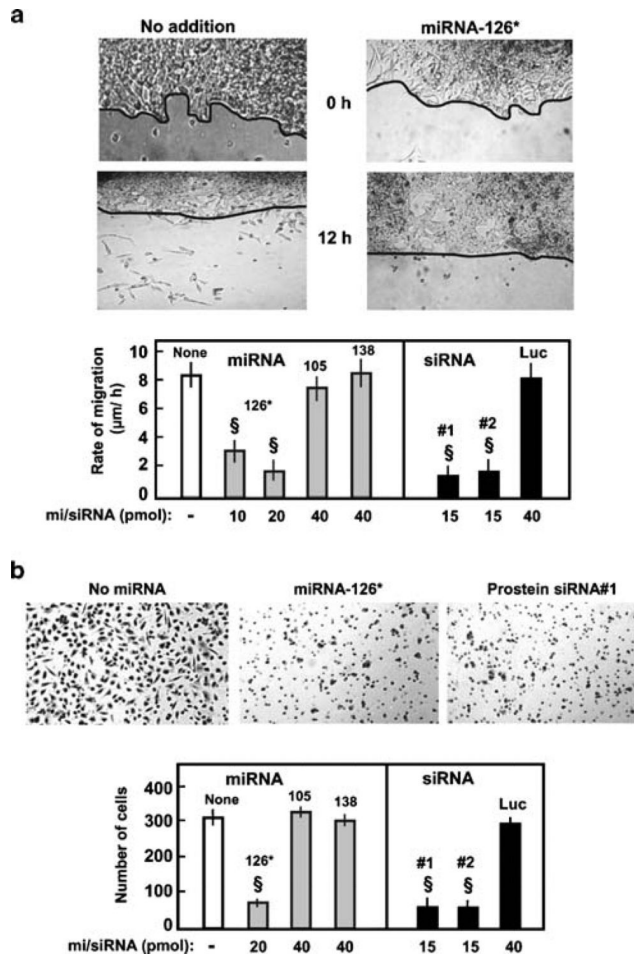 a
No addition
miRNA-126*
0 h
12 h
Rate of migration
(µm/ h)
10
8
6
4
2
0
None
miRNA
126*
§
§
105
138
siRNA
#1
§
#2
§
Luc
mi/siRNA (pmol): - 10 20 40 40 15 15 40
b
No miRNA
miRNA-126*
Prostein siRNA#1
Number of cells
400
300
200
100
0
None
miRNA
126*
§
105
138
siRNA
#1
§
#2
§
Luc
mi/siRNA (pmol): - 20 40 40 15 15 40